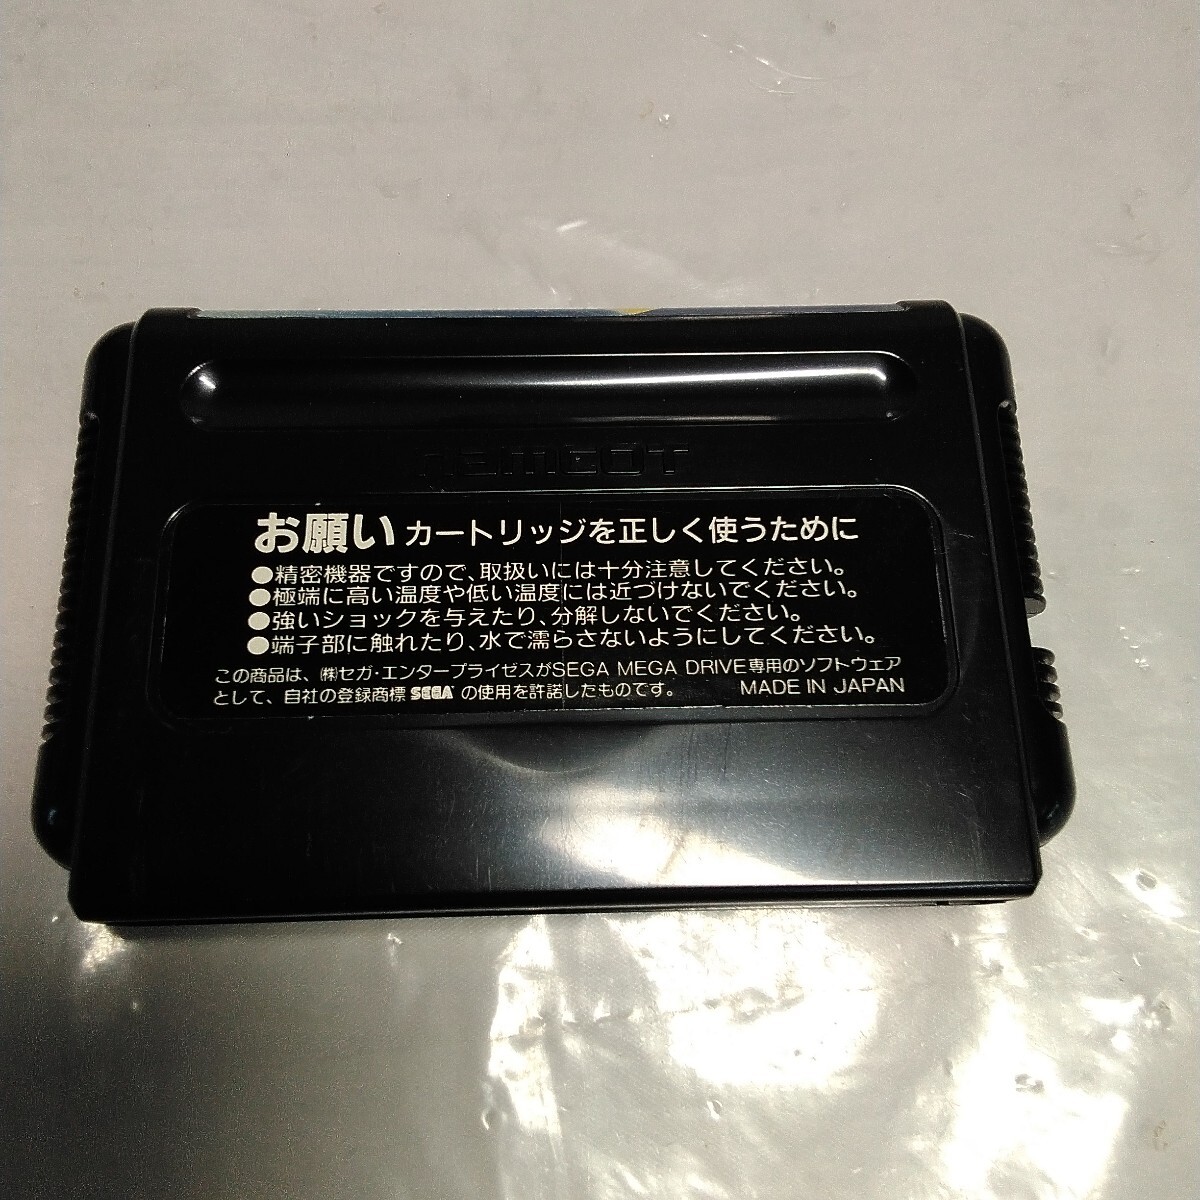 namcot
お願い カートリッジを正しく使うために
●精密機器ですので、取扱いには十分注意してください。
●極端に高い温度や低い温度には近づけないでください。
●強いショックを与えたり、分解しないでください。
●端子部に触れたり、水で濡らさないようにしてください。
この商品は、㈱セガ・エンタープライゼスがSEGA MEGA DRIVE専用のソフトウェア
として、自社の登録商標 SEGA の使用を許諾したものです。 MADE IN JAPAN